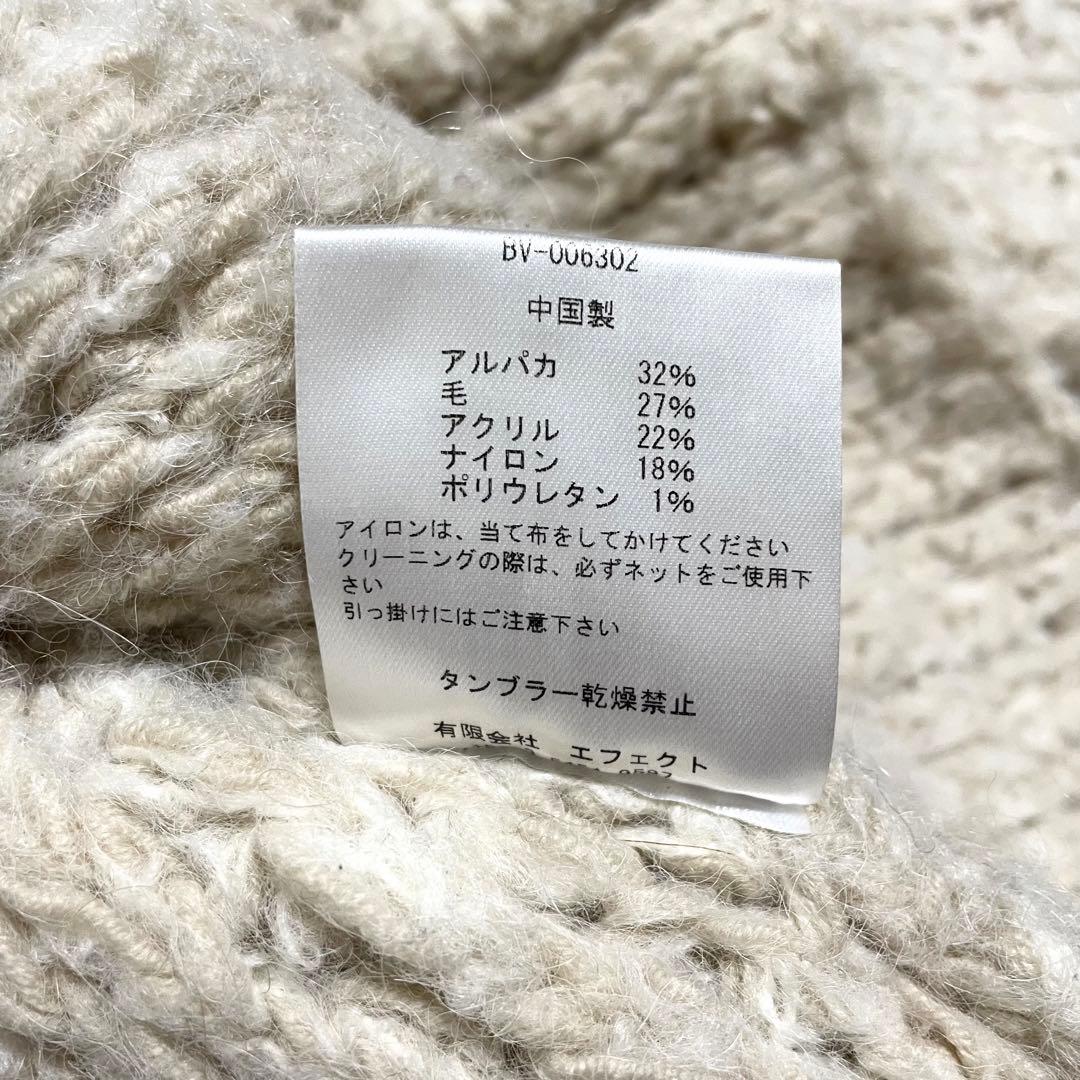 BV-006302
中国製
アルパカ 32%
毛 27%
アクリル 22%
ナイロン 18%
ポリウレタン 1%
アイロンは、当て布をしてかけてください
クリーニングの際は、必ずネットをご使用下
さい
引っ掛けにはご注意下さい
タンブラー乾燥禁止
有限会社 エフェクト